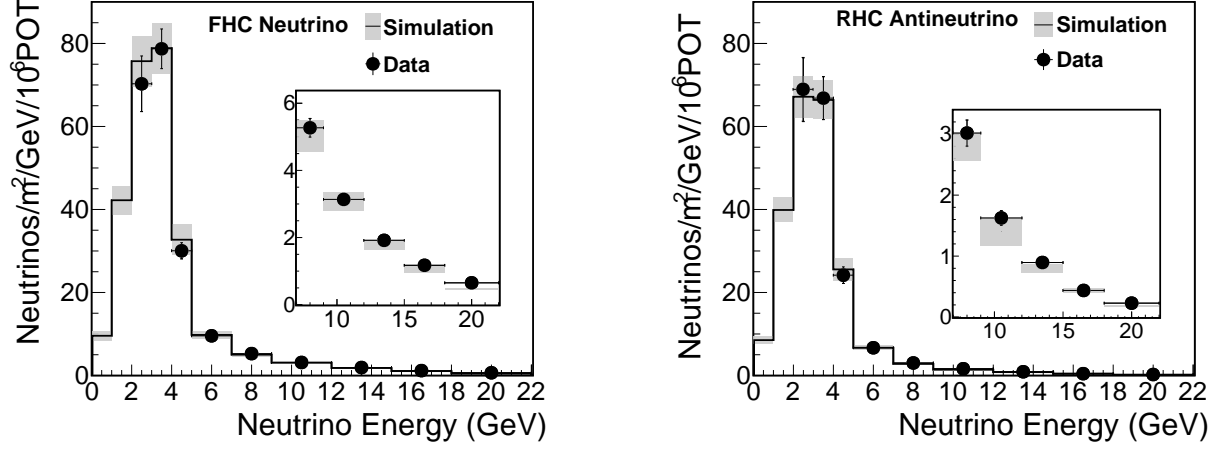 FHC Neutrino
Simulation
Data
Neutrinos/m²/GeV/10⁶POT
80
60
40
20
0
6
4
2
0
10 15 20
0 2 4 6 8 10 12 14 16 18 20 22
Neutrino Energy (GeV)
RHC Antineutrino
Simulation
Data
Neutrinos/m²/GeV/10⁶POT
80
60
40
20
0
3
2
1
0
10 15 20
0 2 4 6 8 10 12 14 16 18 20 22
Neutrino Energy (GeV)